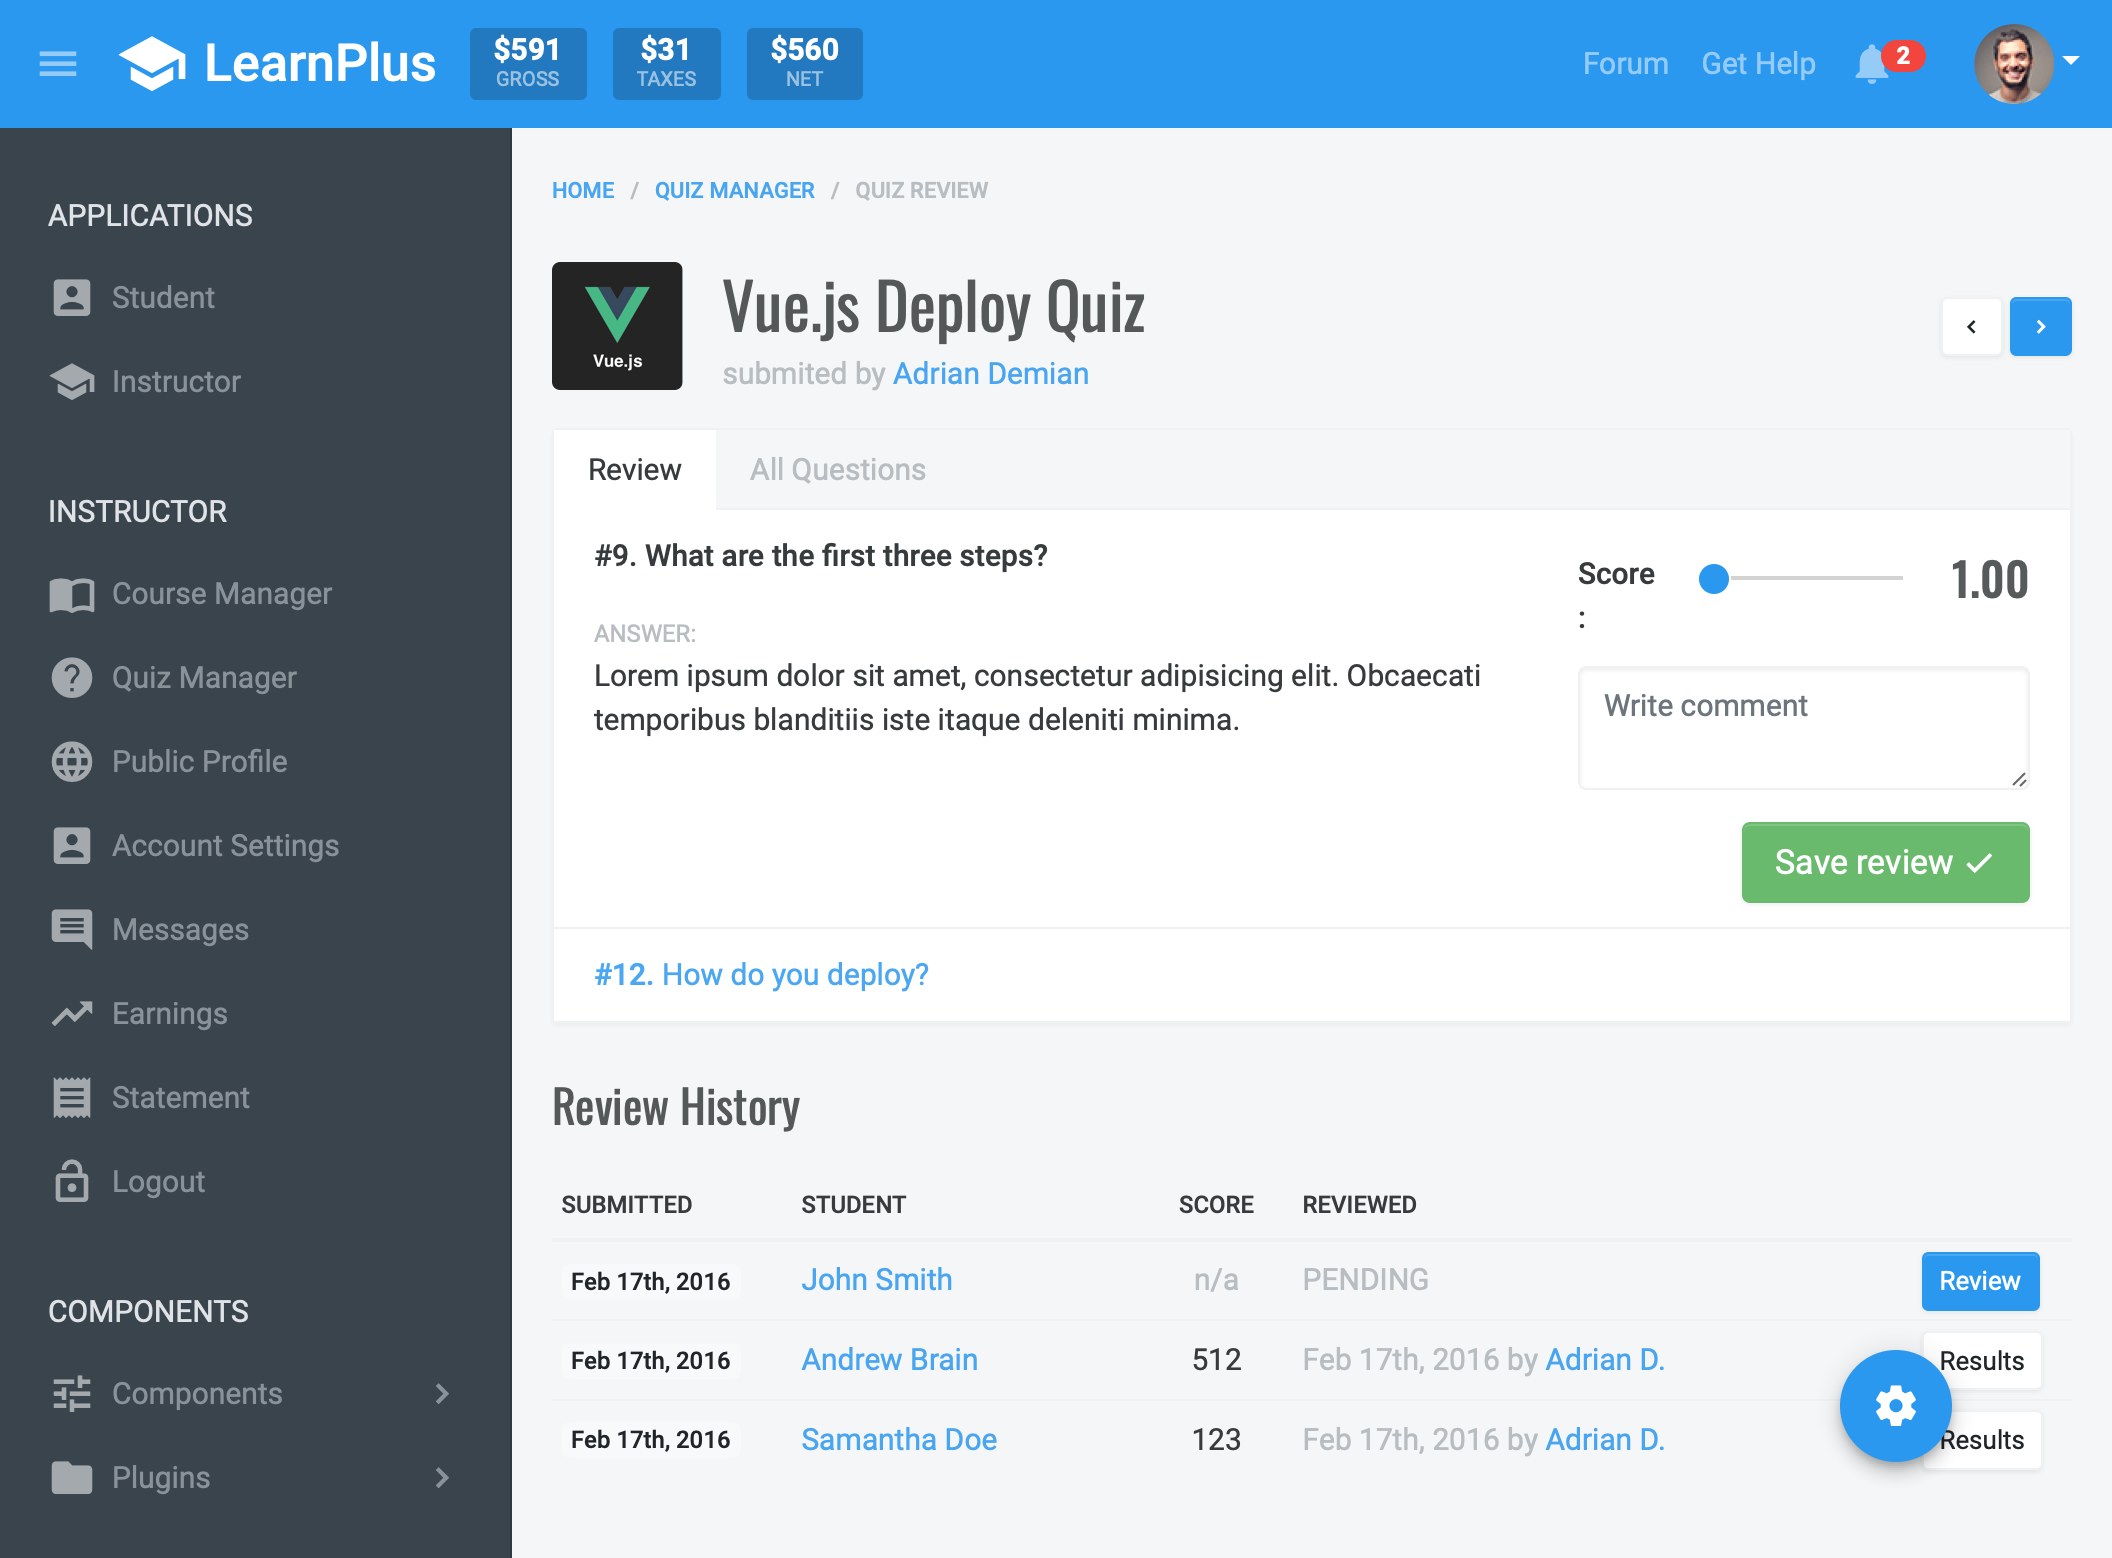 LearnPlus
$591
GROSS
$31
TAXES
$560
NET
Forum
Get Help
2
APPLICATIONS
Student
Instructor
INSTRUCTOR
Course Manager
Quiz Manager
Public Profile
Account Settings
Messages
Earnings
Statement
Logout
COMPONENTS
Components
Plugins
HOME / QUIZ MANAGER / QUIZ REVIEW
Vue.js
Vue.js Deploy Quiz
submited by Adrian Demian
Review
All Questions
#9. What are the first three steps?
ANSWER:
Lorem ipsum dolor sit amet, consectetur adipisicing elit. Obcaecati
temporibus blanditiis iste itaque deleniti minima.
Score
:
1.00
Write comment
Save review
#12. How do you deploy?
Review History
SUBMITTED STUDENT SCORE REVIEWED
Feb 17th, 2016 John Smith n/a PENDING Review
Feb 17th, 2016 Andrew Brain 512 Feb 17th, 2016 by Adrian D. Results
Feb 17th, 2016 Samantha Doe 123 Feb 17th, 2016 by Adrian D. Results